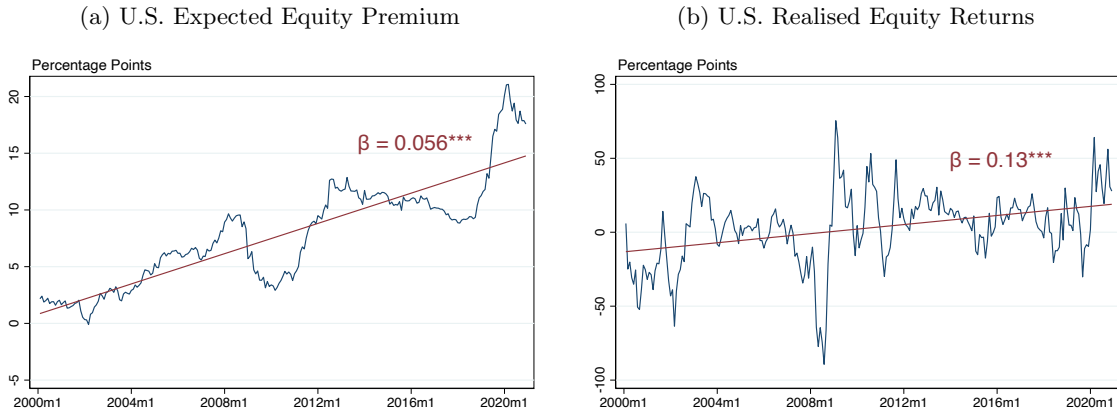 (a) U.S. Expected Equity Premium
Percentage Points
20
15
10
5
0
-5
β = 0.056***
2000m1 2004m1 2008m1 2012m1 2016m1 2020m1
(b) U.S. Realised Equity Returns
Percentage Points
100
50
0
-50
-100
β = 0.13***
2000m1 2004m1 2008m1 2012m1 2016m1 2020m1